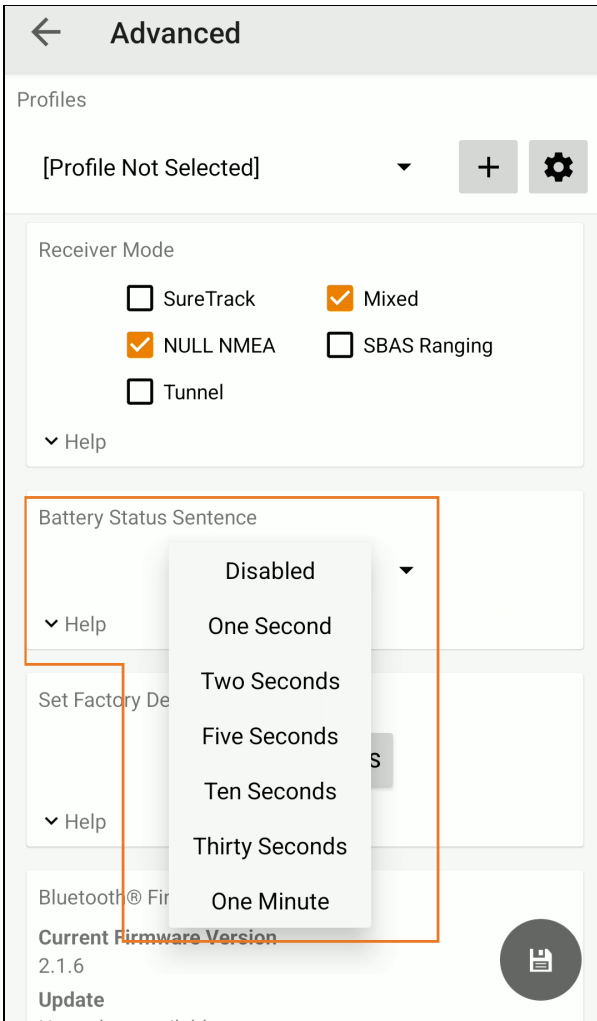 Advanced
Profiles
[Profile Not Selected]
Receiver Mode
SureTrack
Mixed
NULL NMEA
SBAS Ranging
Tunnel
Help
Battery Status Sentence
Disabled
Help
One Second
Two Seconds
Set Factory De
Five Seconds
S
Ten Seconds
Help
Thirty Seconds
Bluetooth® Fir
One Minute
Current Firmware Version
2.1.6
Update